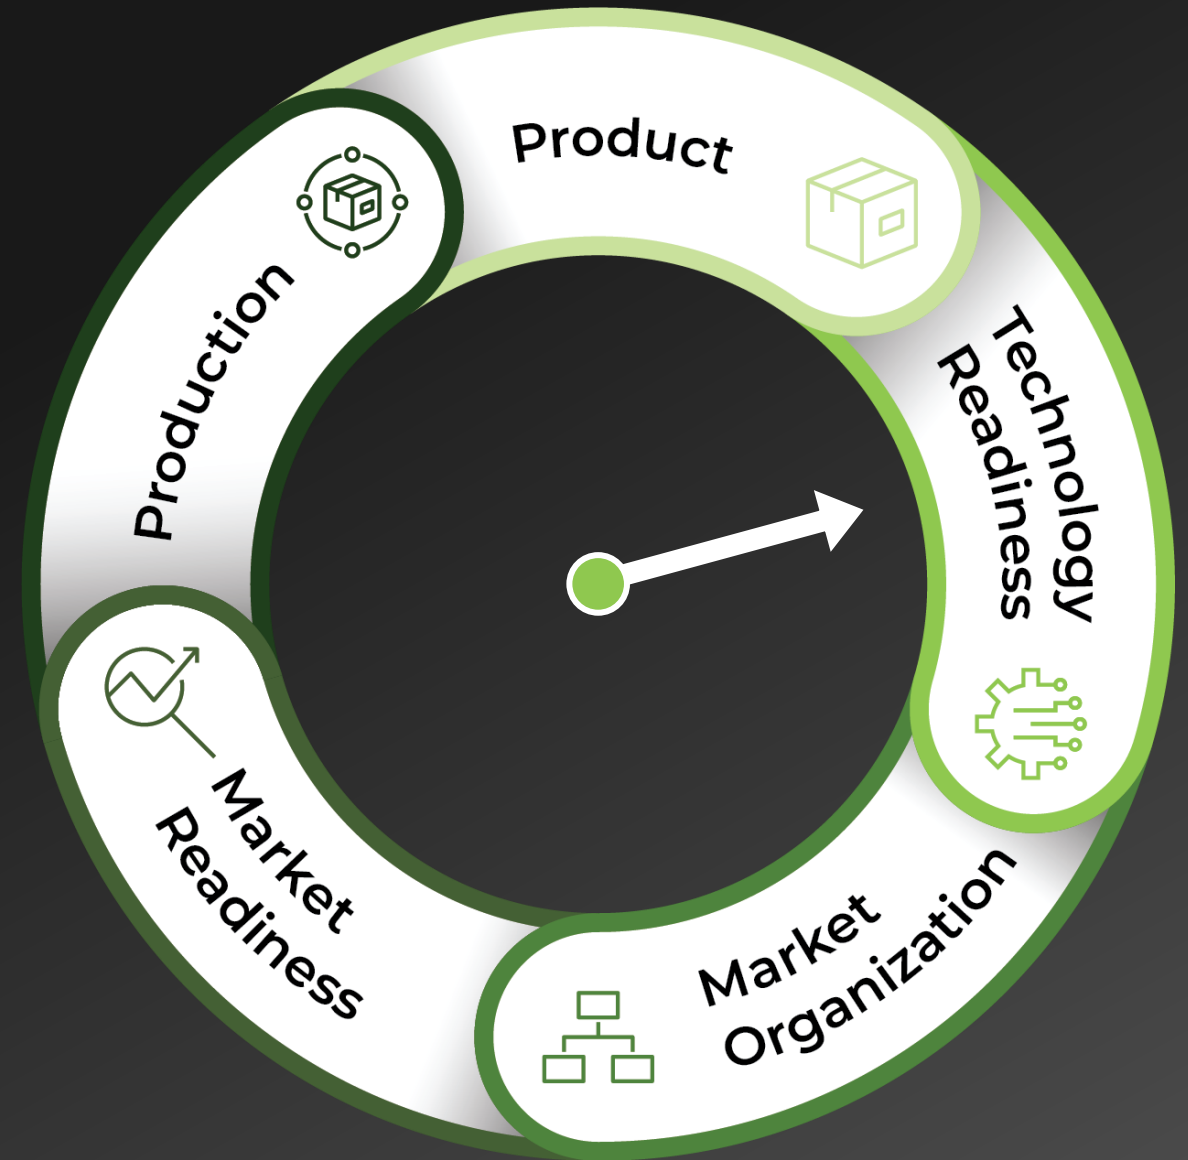 Product
Technology
Readiness
Market
Organization
Market
Readiness
Production